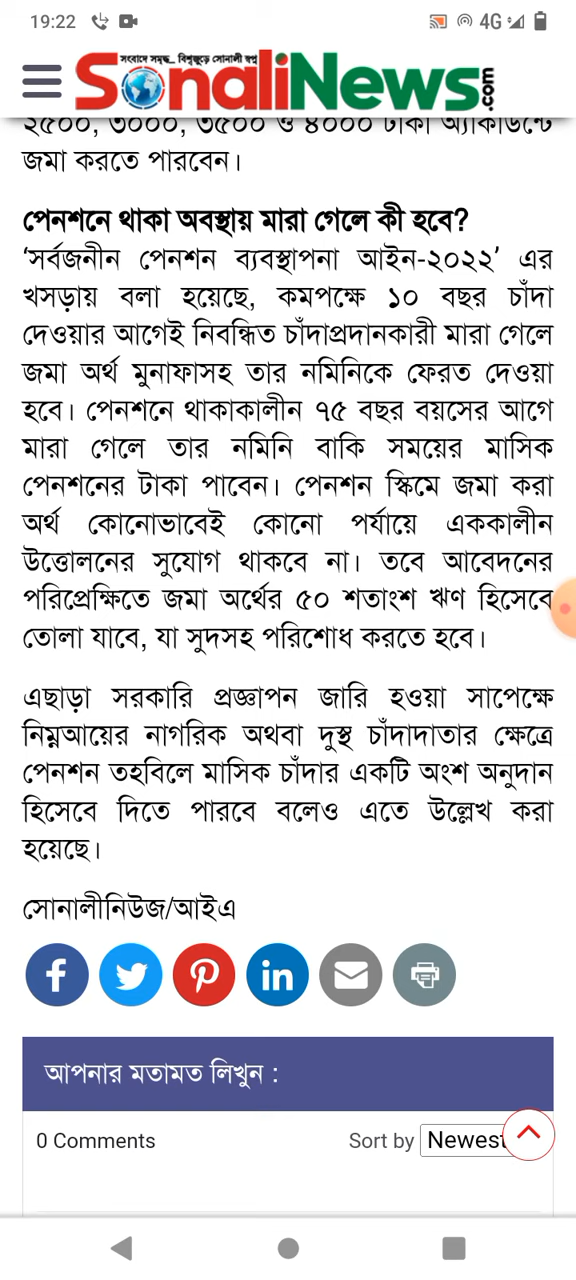 19:22
4G
সংবাদে সমৃদ্ধ... বিশ্বজুড়ে সোনালী স্বপ্ন
SonaliNews.com
২৫০০, ৩০০০, ৩৫০০ ও ৪০০০ টাকা অ্যাকাউন্টে
জমা করতে পারবেন।
পেনশনে থাকা অবস্থায় মারা গেলে কী হবে?
‘সর্বজনীন পেনশন ব্যবস্থাপনা আইন-২০২২’ এর
খসড়ায় বলা হয়েছে, কমপক্ষে ১০ বছর চাঁদা
দেওয়ার আগেই নিবন্ধিত চাঁদাপ্রদানকারী মারা গেলে
জমা অর্থ মুনাফাসহ তার নমিনিকে ফেরত দেওয়া
হবে। পেনশনে থাকাকালীন ৭৫ বছর বয়সের আগে
মারা গেলে তার নমিনি বাকি সময়ের মাসিক
পেনশনের টাকা পাবেন। পেনশন স্কিমে জমা করা
অর্থ কোনোভাবেই কোনো পর্যায়ে এককালীন
উত্তোলনের সুযোগ থাকবে না। তবে আবেদনের
পরিপ্রেক্ষিতে জমা অর্থের ৫০ শতাংশ ঋণ হিসেবে
তোলা যাবে, যা সুদসহ পরিশোধ করতে হবে।
এছাড়া সরকারি প্রজ্ঞাপন জারি হওয়া সাপেক্ষে
নিম্নআয়ের নাগরিক অথবা দুস্থ চাঁদাদাতার ক্ষেত্রে
পেনশন তহবিলে মাসিক চাঁদার একটি অংশ অনুদান
হিসেবে দিতে পারবে বলেও এতে উল্লেখ করা
হয়েছে।
সোনালীনিউজ/আইএ
আপনার মতামত লিখুন :
0 Comments
Sort by Newest